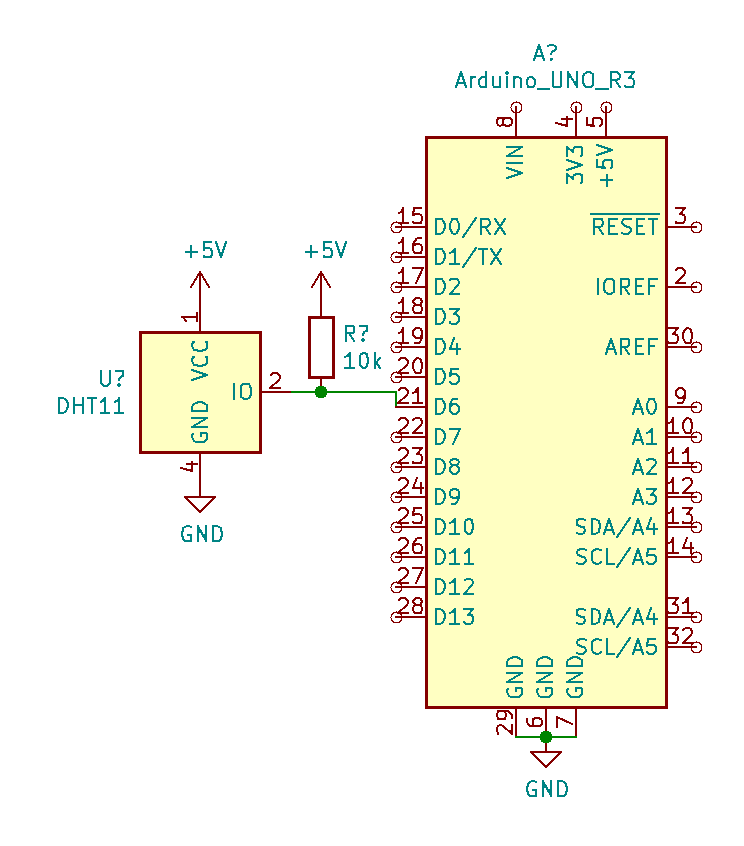 A?
Arduino_UNO_R3
8
4
5
VIN
3V3
+5V
15
D0/RX
RESET
3
16
D1/TX
+5V
+5V
17
D2
IOREF
2
18
D3
1
R?
19
D4
AREF
30
10k
VCC
U?
20
D5
DHT11
IO
2
21
D6
A0
9
GND
22
D7
A1
10
4
23
D8
A2
11
24
D9
A3
12
GND
25
D10
SDA/A4
13
26
D11
SCL/A5
14
27
D12
28
D13
SDA/A4
31
SCL/A5
32
GND
GND
GND
29
6
7
GND